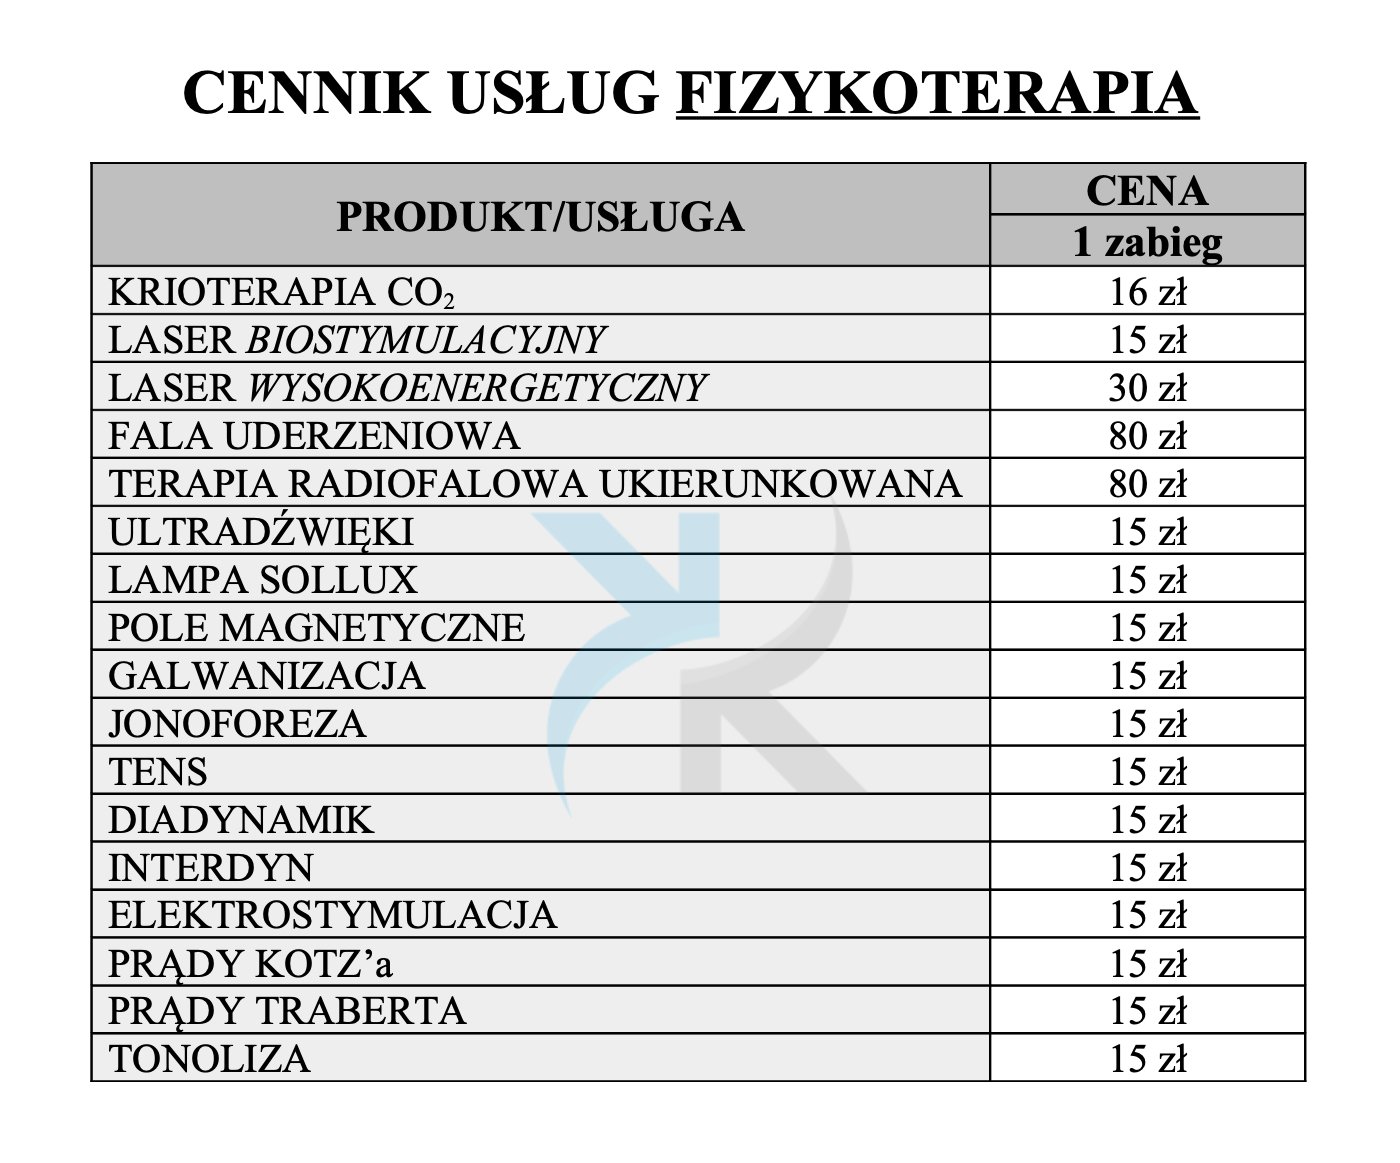 CENNIK USŁUG FIZYKOTERAPIA
PRODUKT/USŁUGA
CENA
1 zabieg
KRIOTERAPIA CO₂ 16 zł
LASER BIOSTYMULACYJNY 15 zł
LASER WYSOKOENERGETYCZNY 30 zł
FALA UDERZENIOWA 80 zł
TERAPIA RADIOFALOWA UKIERUNKOWANA 80 zł
ULTRADŹWIĘKI 15 zł
LAMPA SOLLUX 15 zł
POLE MAGNETYCZNE 15 zł
GALWANIZACJA 15 zł
JONOFOREZA 15 zł
TENS 15 zł
DIADYNAMIK 15 zł
INTERDYN 15 zł
ELEKTROSTYMULACJA 15 zł
PRĄDY KOTZ’a 15 zł
PRĄDY TRABERTA 15 zł
TONOLIZA 15 zł